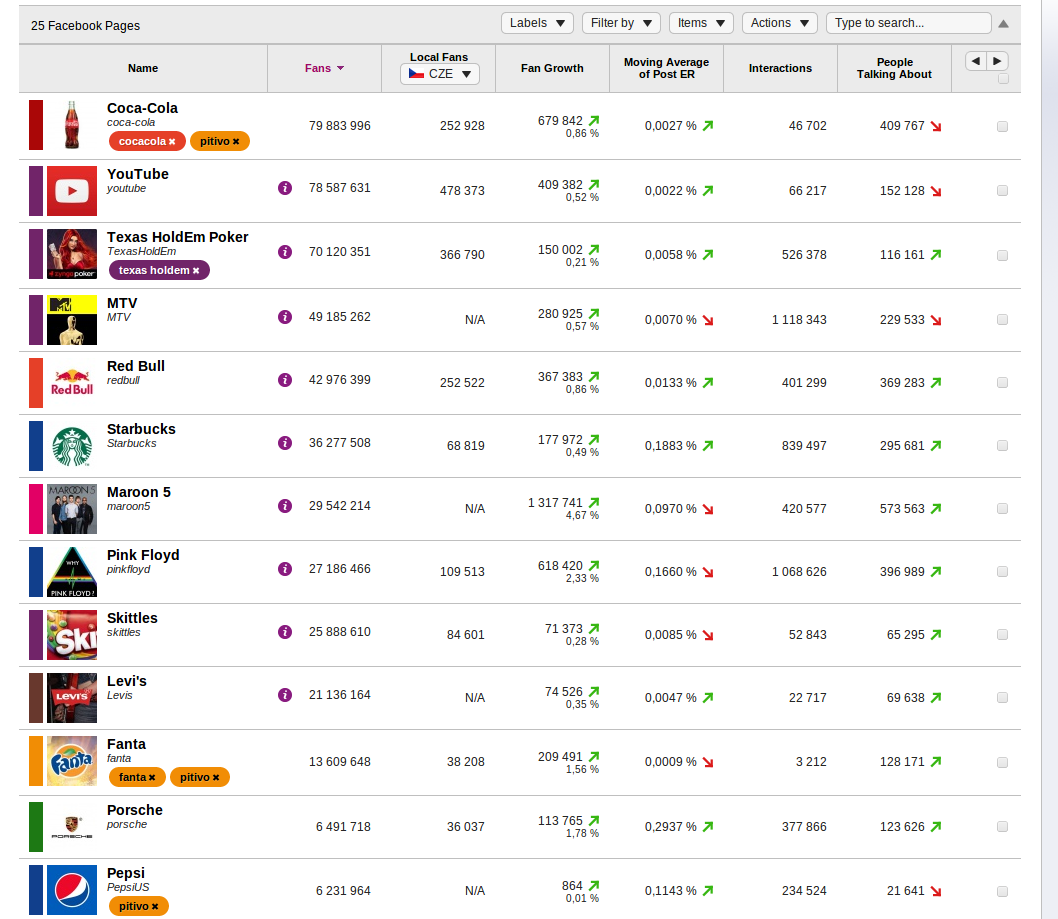 25 Facebook Pages Labels Filter by Items Actions Type to search...
Name Fans Local Fans CZE Fan Growth Moving Average of Post ER Interactions People Talking About
Coca-Cola
coca-cola
cocacola × pitivo ×
79 883 996 252 928 679 842 0,86 % 0,0027 % 46 702 409 767
YouTube
youtube
i 78 587 631 478 373 409 382 0,52 % 0,0022 % 66 217 152 128
Texas HoldEm Poker
TexasHoldEm
texas holdem ×
zynga poker
i 70 120 351 366 790 150 002 0,21 % 0,0058 % 526 378 116 161
MTV
MTV
i 49 185 262 N/A 280 925 0,57 % 0,0070 % 1 118 343 229 533
Red Bull
redbull
Red Bull
i 42 976 399 252 522 367 383 0,86 % 0,0133 % 401 299 369 283
Starbucks
Starbucks
i 36 277 508 68 819 177 972 0,49 % 0,1883 % 839 497 295 681
Maroon 5
maroon5
MAROON 5
i 29 542 214 N/A 1 317 741 4,67 % 0,0970 % 420 577 573 563
Pink Floyd
pinkfloyd
WHY
PINK FLOYD?
i 27 186 466 109 513 618 420 2,33 % 0,1660 % 1 068 626 396 989
Skittles
skittles
Ski
i 25 888 610 84 601 71 373 0,28 % 0,0085 % 52 843 65 295
Levi's
Levis
LEVI'S
i 21 136 164 N/A 74 526 0,35 % 0,0047 % 22 717 69 638
Fanta
fanta
fanta × pitivo ×
Fanta
13 609 648 38 208 209 491 1,56 % 0,0009 % 3 212 128 171
Porsche
porsche
PORSCHE
6 491 718 36 037 113 765 1,78 % 0,2937 % 377 866 123 626
Pepsi
PepsiUS
pitivo ×
6 231 964 N/A 864 0,01 % 0,1143 % 234 524 21 641